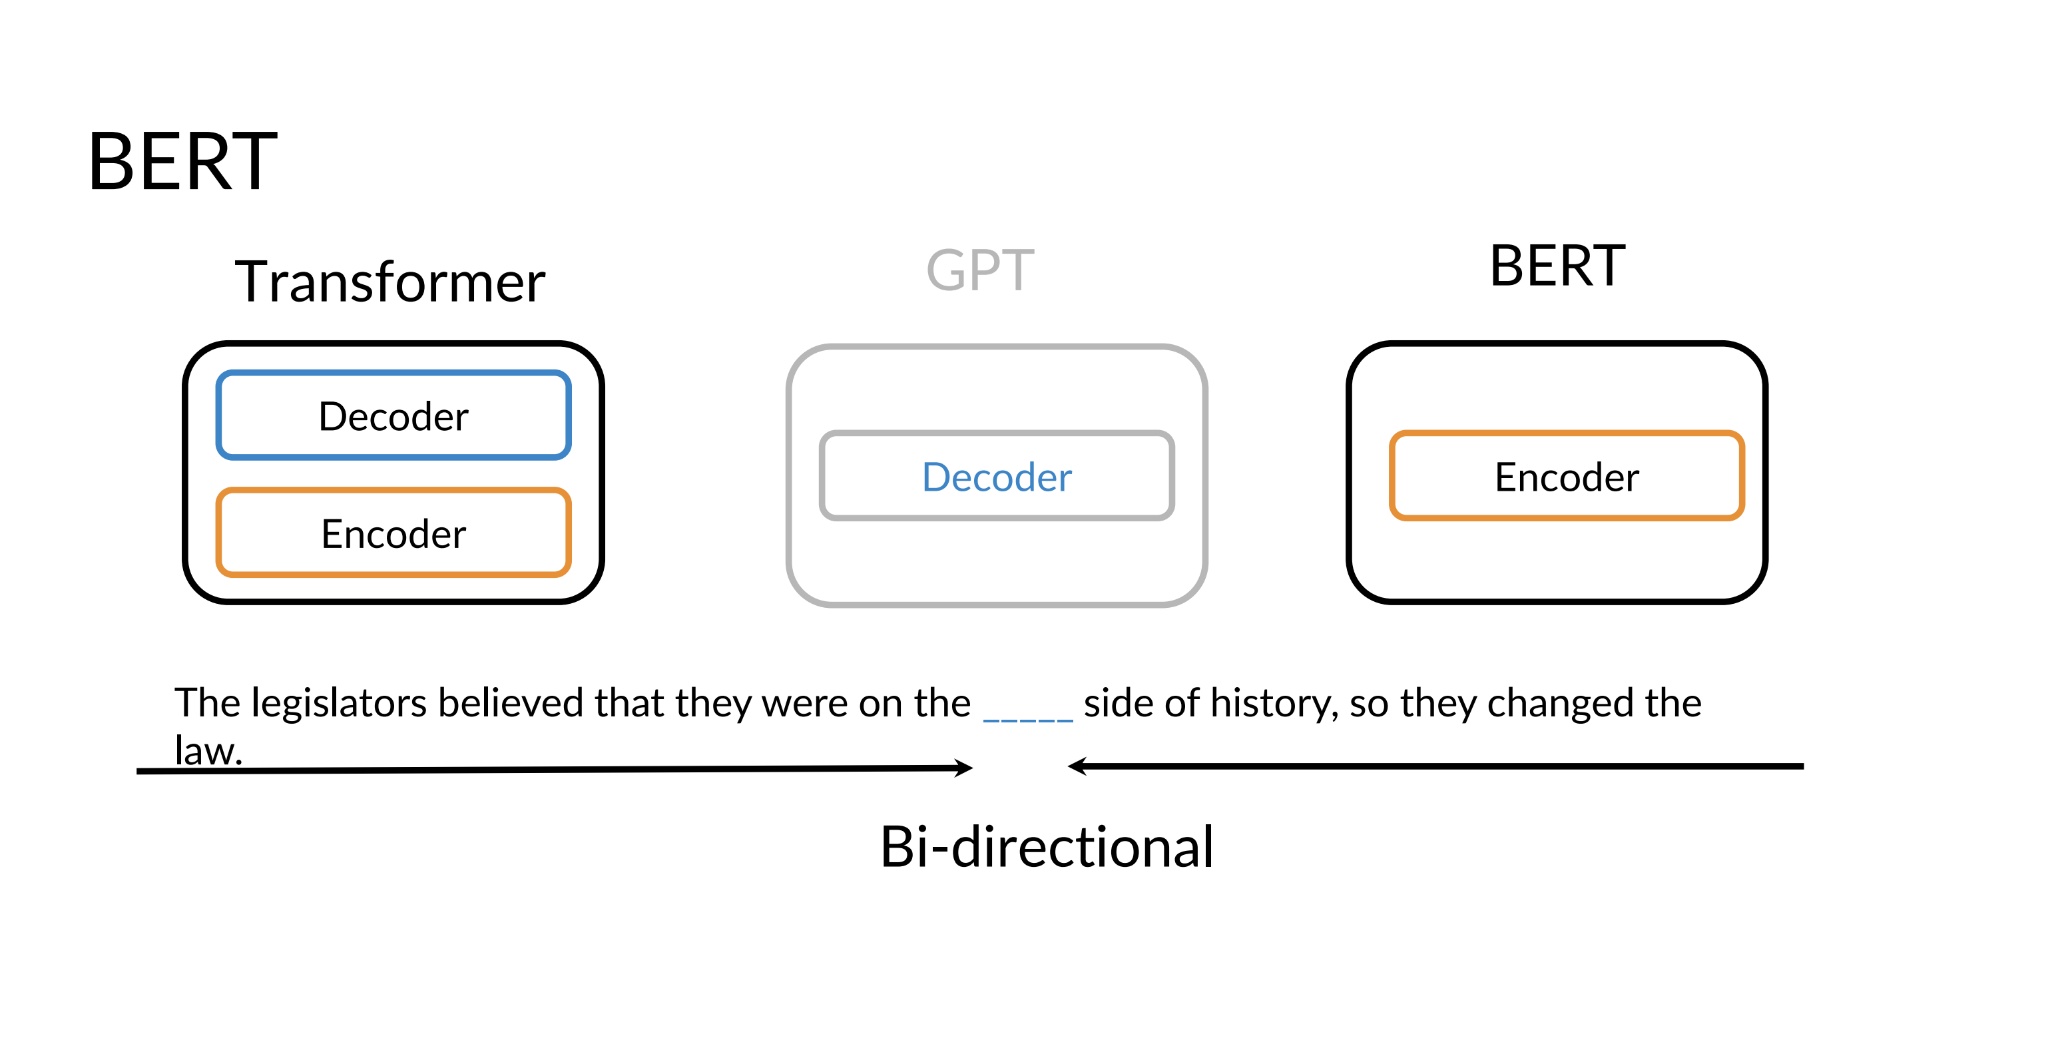 BERT
Transformer
GPT
BERT
Decoder
Encoder
Decoder
Encoder
The legislators believed that they were on the _____ side of history, so they changed the
law.
Bi-directional